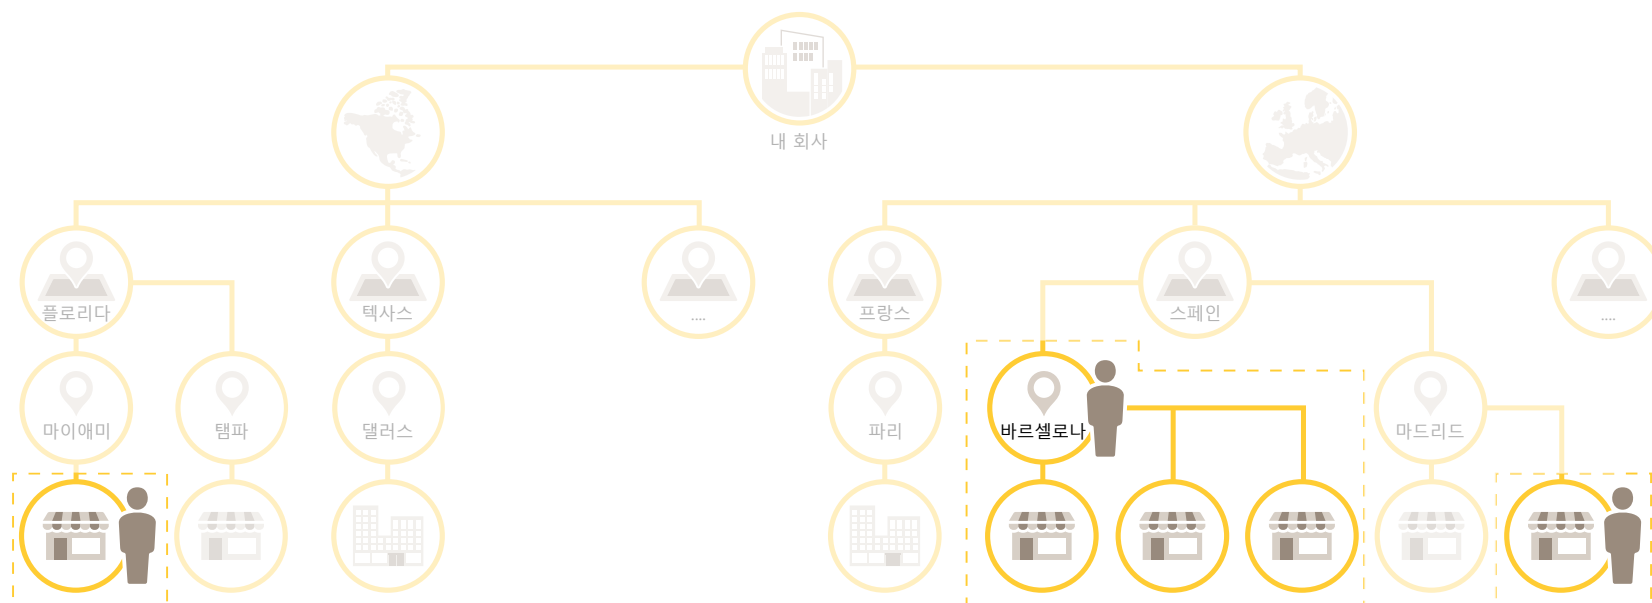 내 회사
플로리다
텍사스
....
프랑스
스페인
....
마이애미
탬파
댈러스
파리
바르셀로나
마드리드